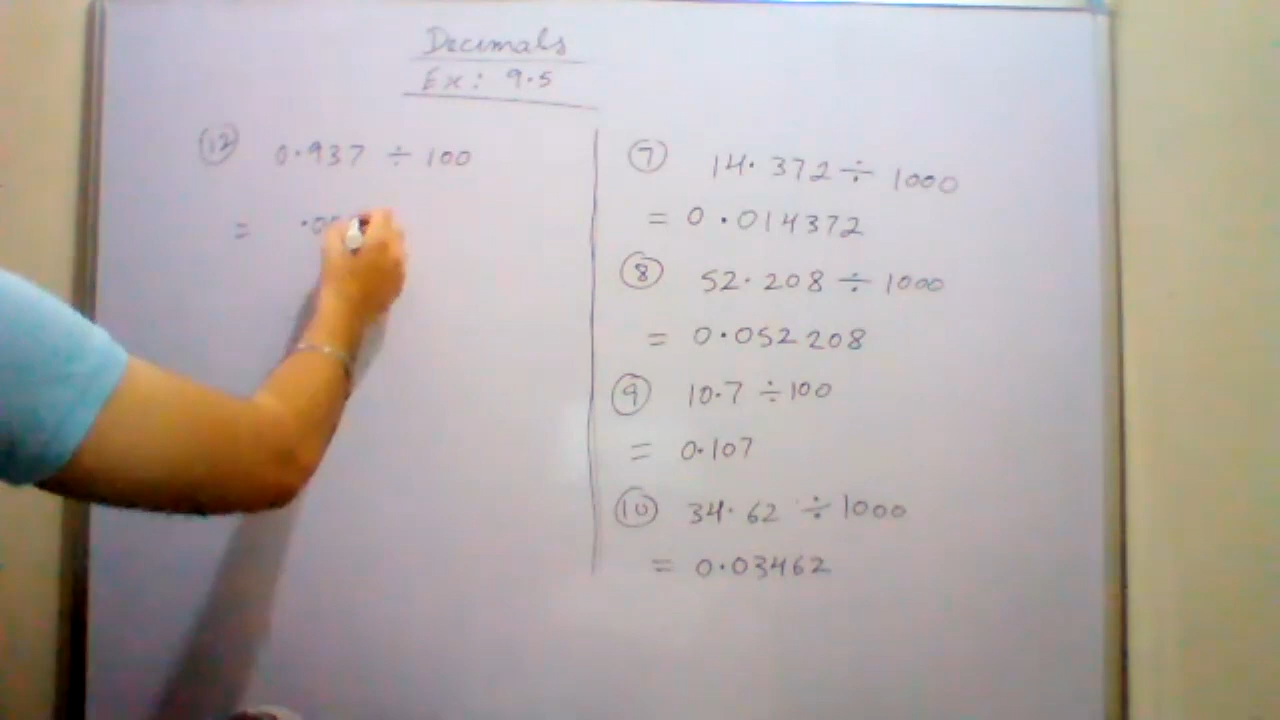 Decimals
Ex: 9.5
(12) 0.937 ÷ 100
= .00
(7) 14.372 ÷ 1000
= 0.014372
(8) 52.208 ÷ 1000
= 0.052208
(9) 10.7 ÷ 100
= 0.107
(10) 34.62 ÷ 1000
= 0.03462